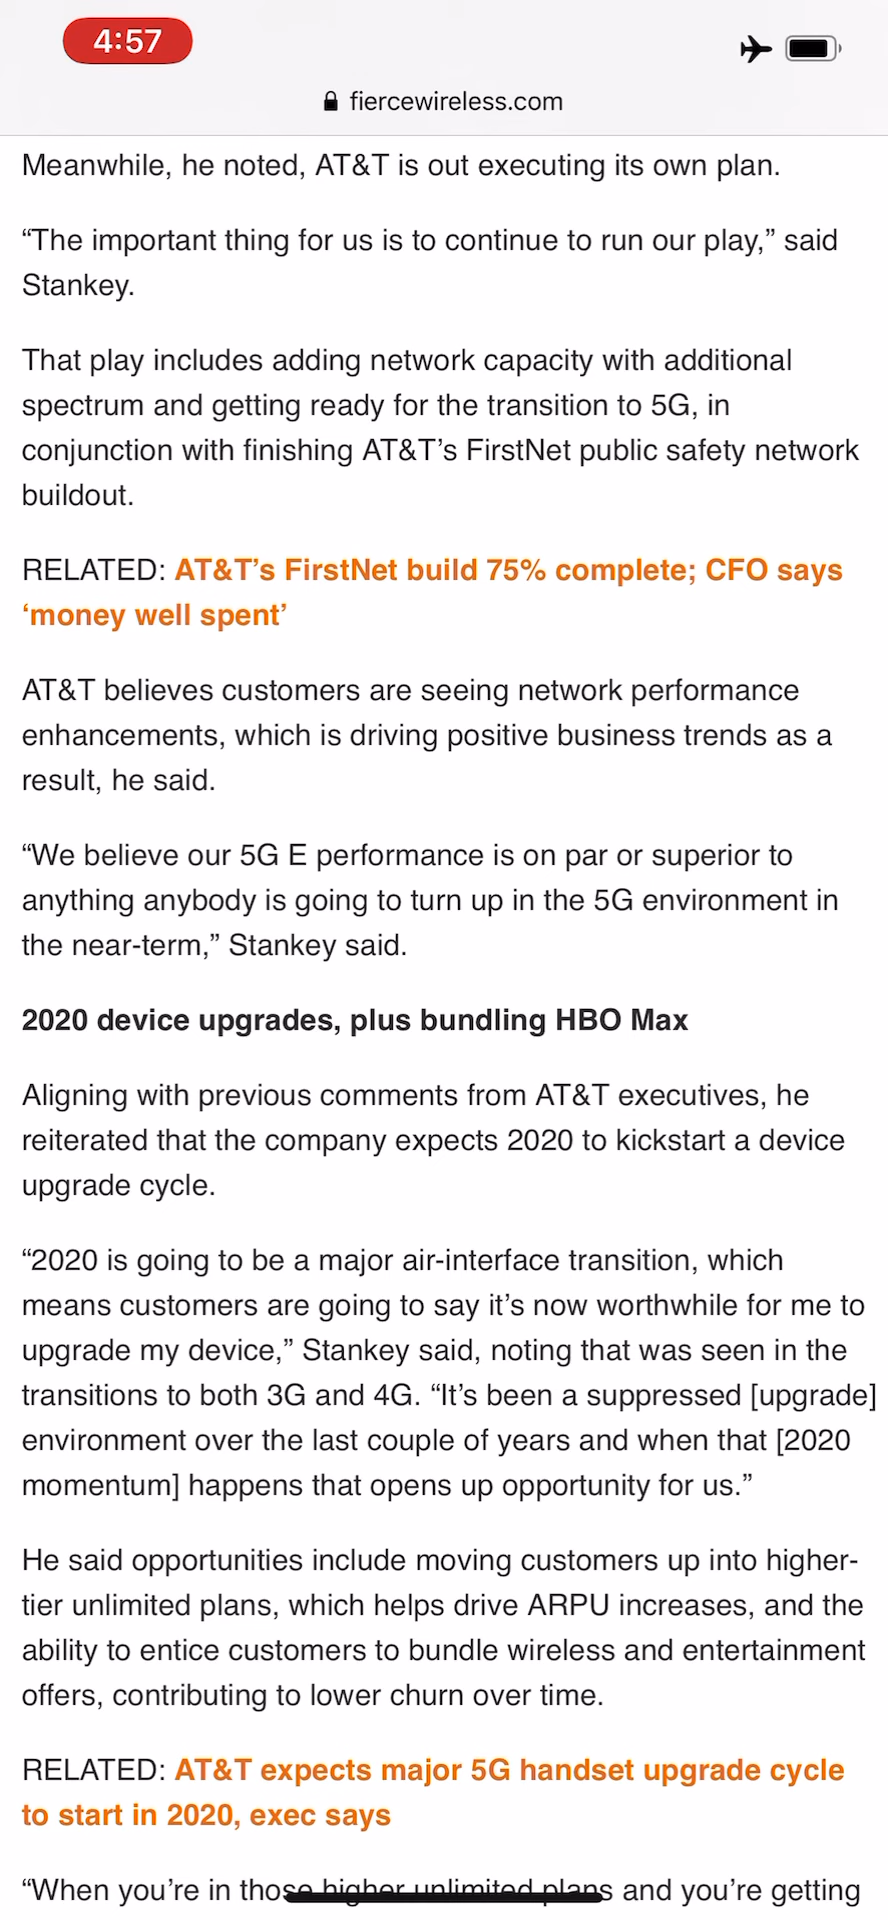 4:57
fiercewireless.com
Meanwhile, he noted, AT&T is out executing its own plan.
“The important thing for us is to continue to run our play,” said
Stankey.
That play includes adding network capacity with additional
spectrum and getting ready for the transition to 5G, in
conjunction with finishing AT&T’s FirstNet public safety network
buildout.
RELATED: AT&T’s FirstNet build 75% complete; CFO says
‘money well spent’
AT&T believes customers are seeing network performance
enhancements, which is driving positive business trends as a
result, he said.
“We believe our 5G E performance is on par or superior to
anything anybody is going to turn up in the 5G environment in
the near-term,” Stankey said.
2020 device upgrades, plus bundling HBO Max
Aligning with previous comments from AT&T executives, he
reiterated that the company expects 2020 to kickstart a device
upgrade cycle.
“2020 is going to be a major air-interface transition, which
means customers are going to say it’s now worthwhile for me to
upgrade my device,” Stankey said, noting that was seen in the
transitions to both 3G and 4G. “It’s been a suppressed [upgrade]
environment over the last couple of years and when that [2020
momentum] happens that opens up opportunity for us.”
He said opportunities include moving customers up into higher-
tier unlimited plans, which helps drive ARPU increases, and the
ability to entice customers to bundle wireless and entertainment
offers, contributing to lower churn over time.
RELATED: AT&T expects major 5G handset upgrade cycle
to start in 2020, exec says
“When you’re in those higher unlimited plans and you’re getting